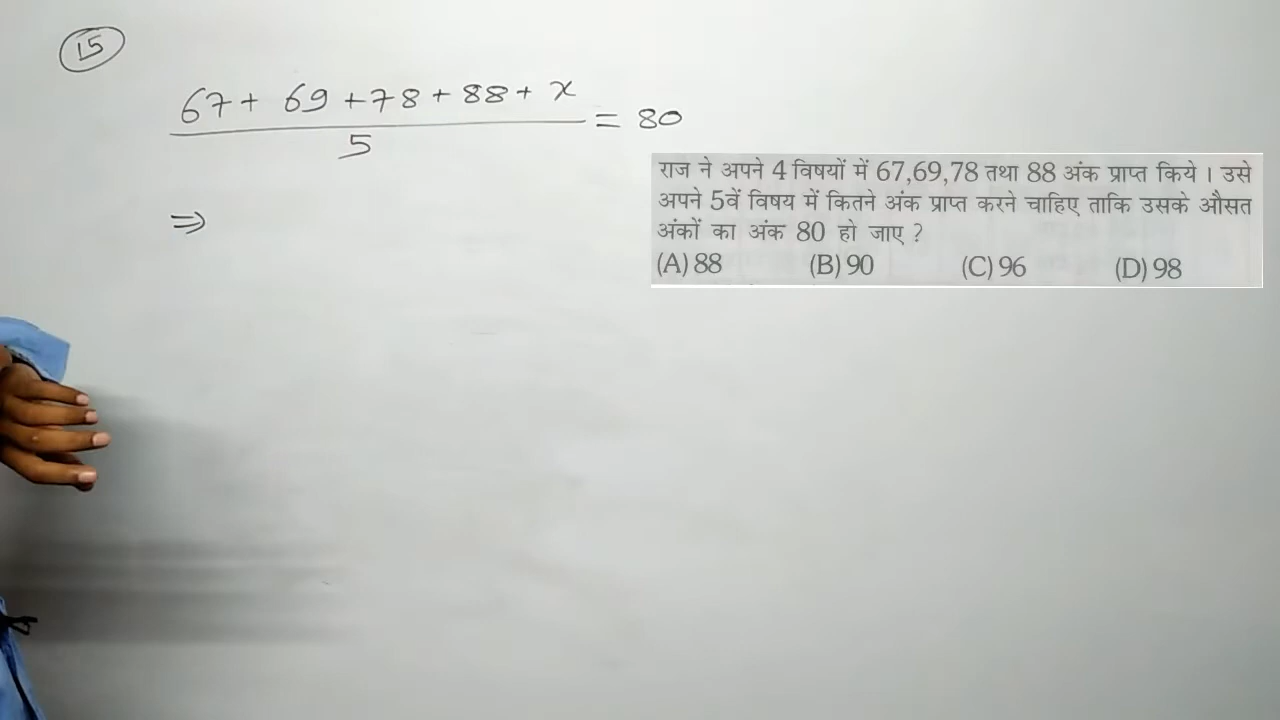 15
67 + 69 + 78 + 88 + x
5
= 80
⇒
राज ने अपने 4 विषयों में 67,69,78 तथा 88 अंक प्राप्त किये । उसे
अपने 5वें विषय में कितने अंक प्राप्त करने चाहिए ताकि उसके औसत
अंकों का अंक 80 हो जाए ?
(A) 88 (B) 90 (C) 96 (D) 98